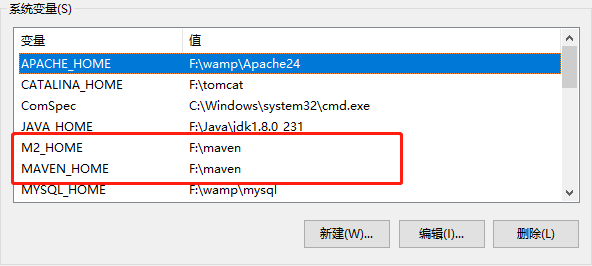 系统变量(S)
变量 值
APACHE_HOME F:\wamp\Apache24
CATALINA_HOME F:\tomcat
ComSpec C:\Windows\system32\cmd.exe
JAVA_HOME F:\Java\jdk1.8.0_231
M2_HOME F:\maven
MAVEN_HOME F:\maven
MYSQL_HOME F:\wamp\mysql
新建(W)... 编辑(I)... 删除(L)